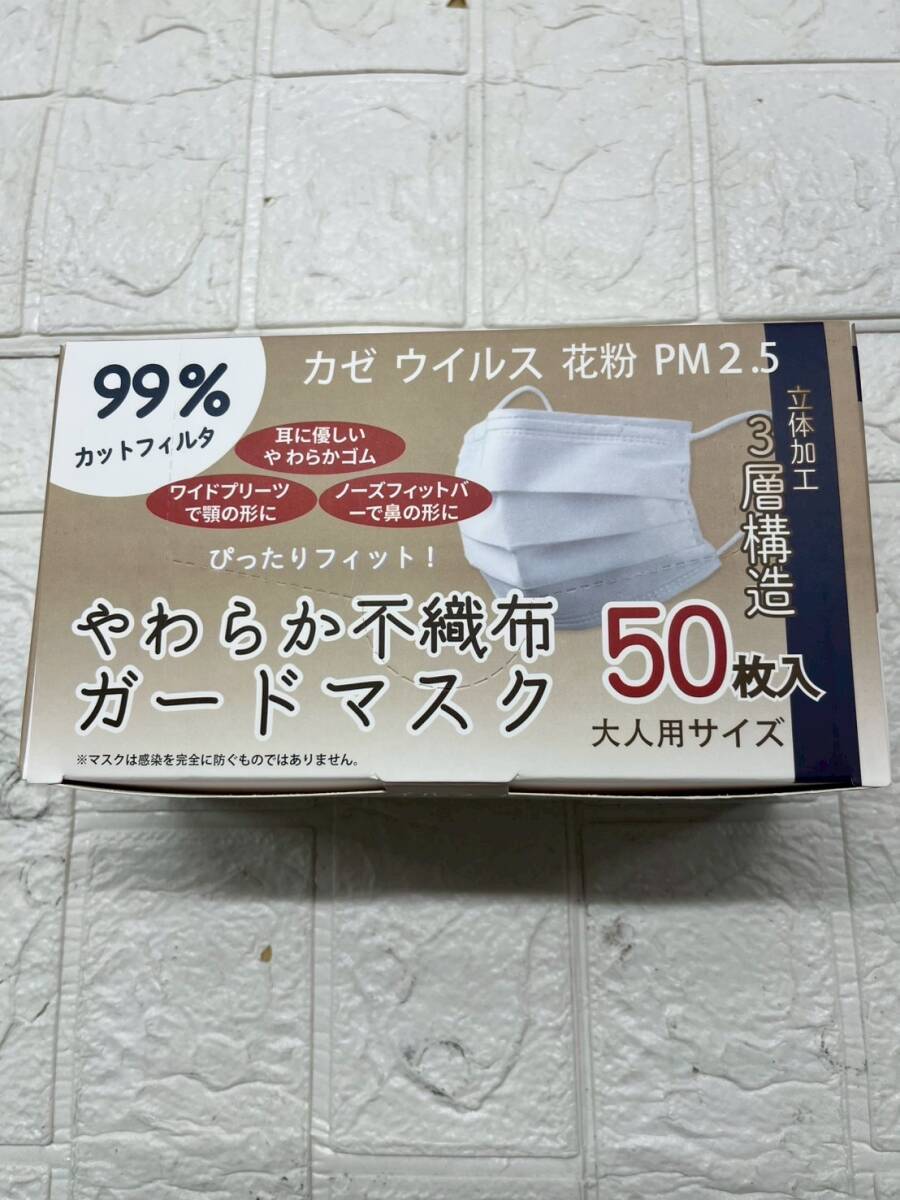 99%
カットフィルタ
カゼ ウイルス 花粉 PM2.5
耳に優しい
やわらかゴム
ワイドプリーツ
で顎の形に
ノーズフィットバ
ーで鼻の形に
ぴったりフィット！
立体加工
3層構造
やわらか不織布
ガードマスク
50枚入
大人用サイズ
※マスクは感染を完全に防ぐものではありません。